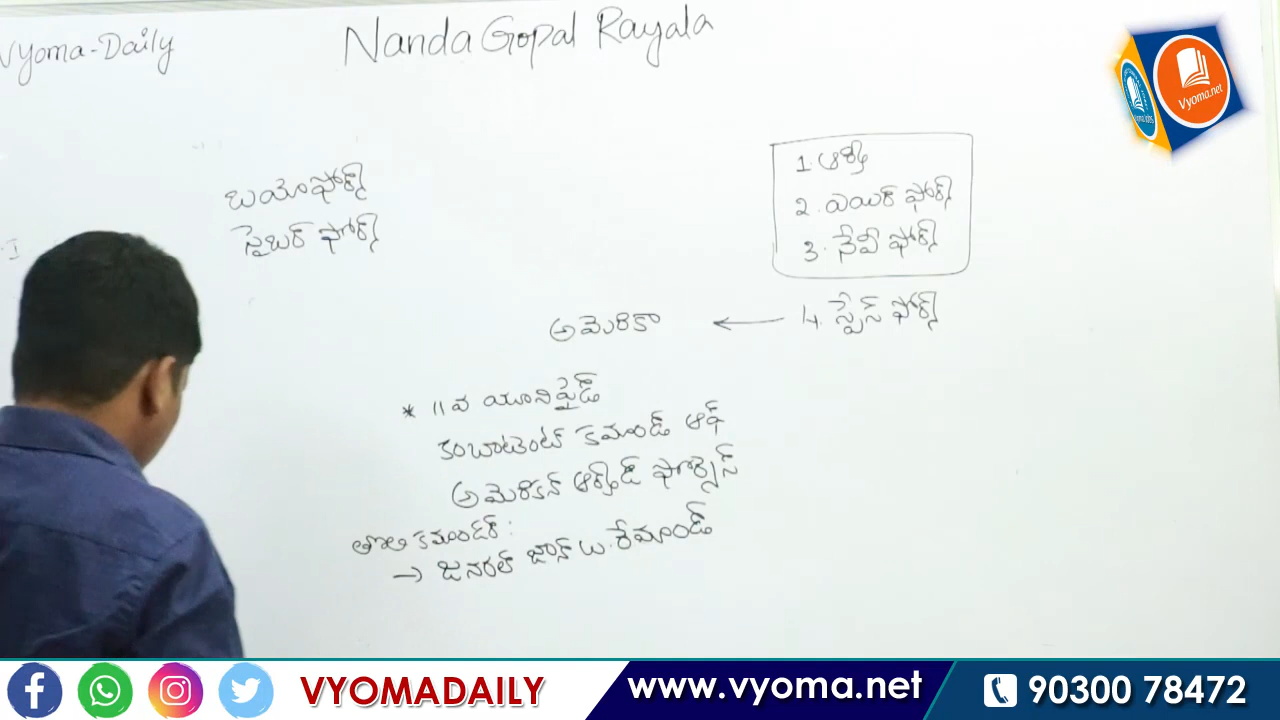 Vyoma-Daily
Nanda Gopal Rayala
Vyoma.net
బయోఫోర్స్
సైబర్ ఫోర్స్
1. ఆర్మీ
2. ఎయిర్ ఫోర్స్
3. నేవీ ఫోర్స్
4. స్పేస్ ఫోర్స్
అమెరికా
* 11వ యూనిఫైడ్
కంబాటెంట్ కమాండ్ ఆఫ్
అమెరికన్ ఆర్మ్‌డ్ ఫోర్సెస్
తొలి కమాండర్ :
→ జనరల్ జాన్ W. రేమాండ్
VYOMADAILY
www.vyoma.net
90300 78472